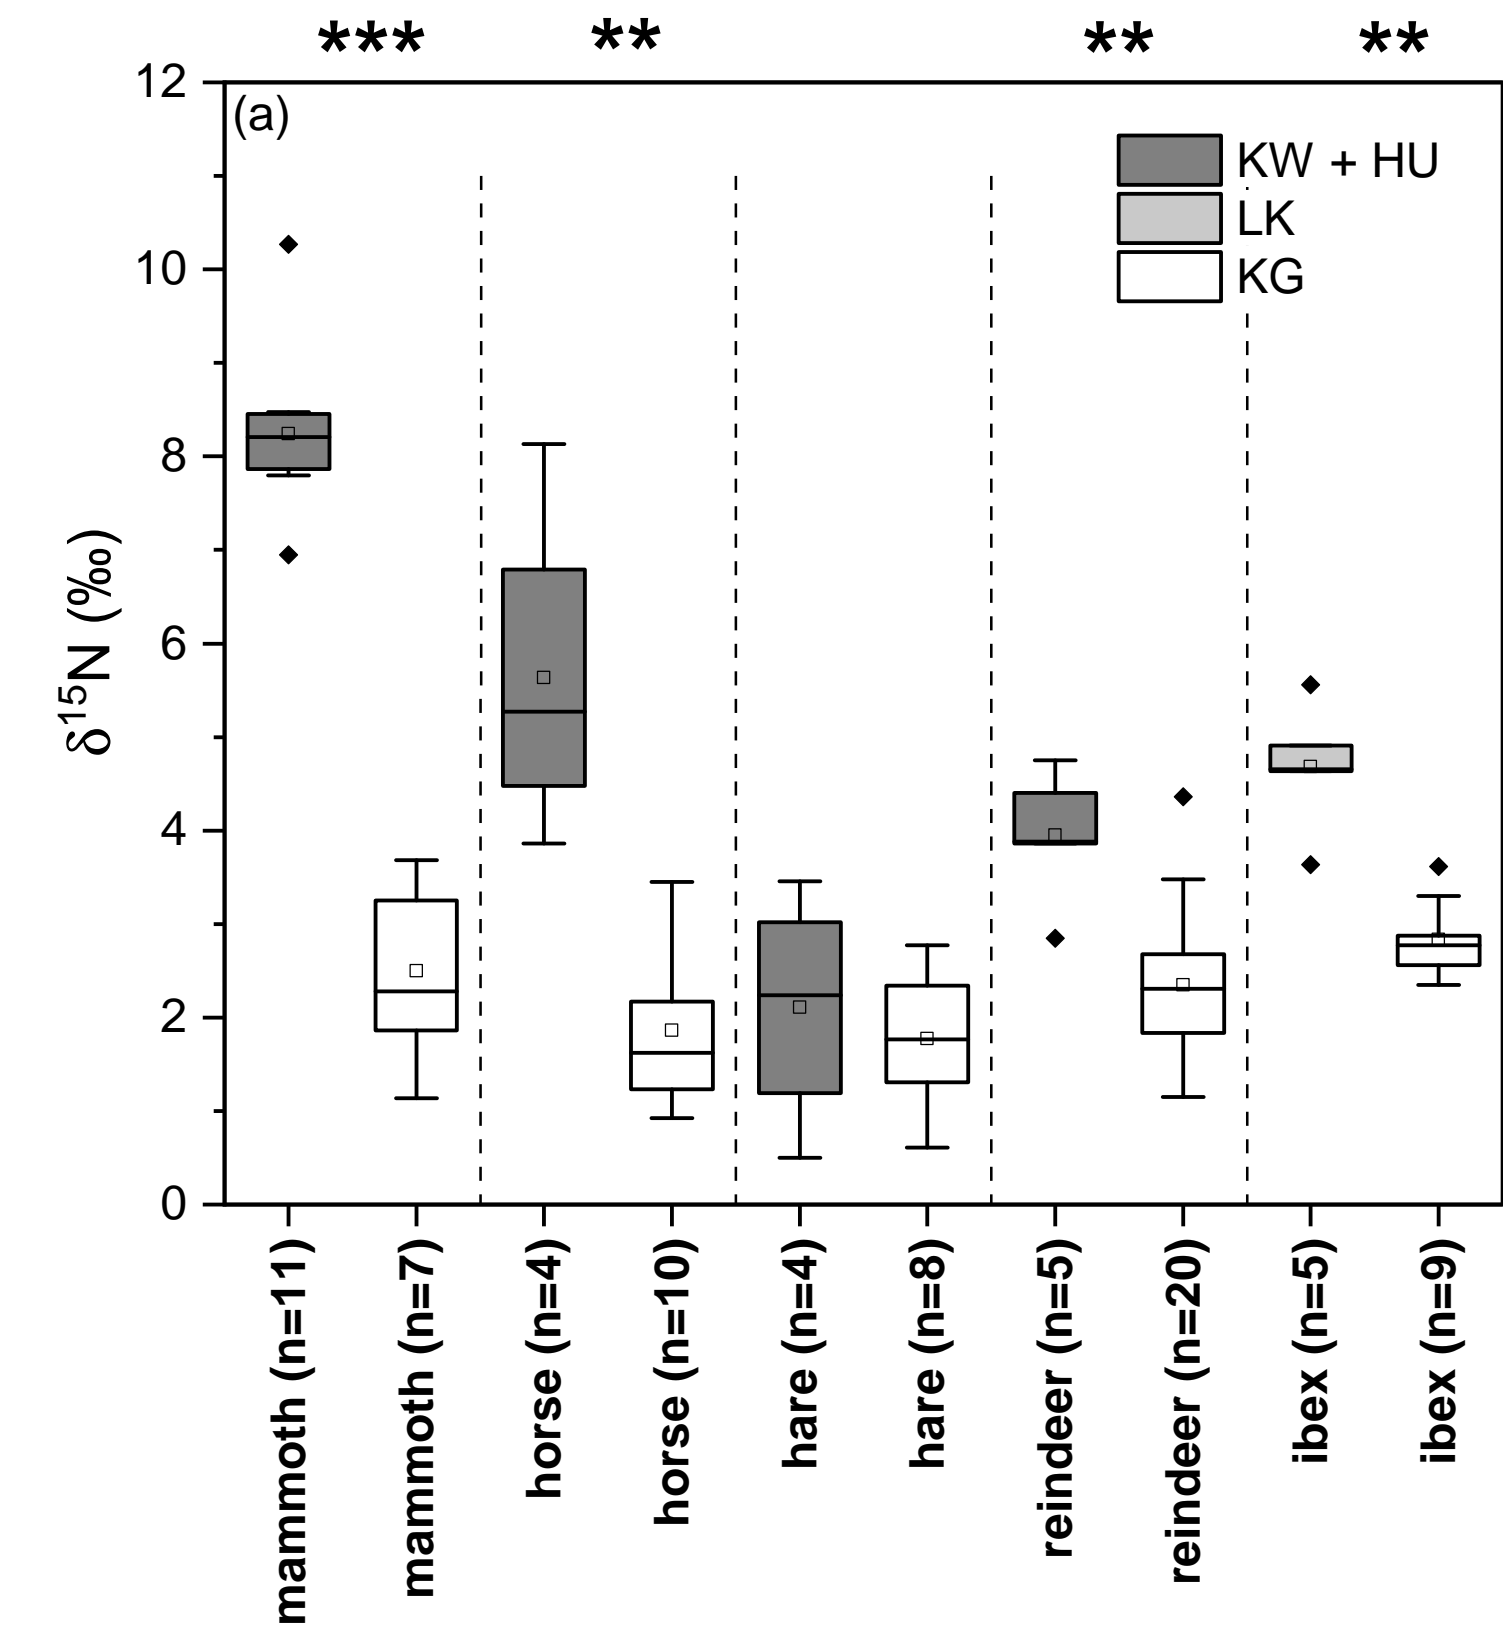 *** ** ** **
(a)
KW + HU
LK
KG
12
10
8
6
4
2
0
δ¹⁵N (‰)
mammoth (n=11)
mammoth (n=7)
horse (n=4)
horse (n=10)
hare (n=4)
hare (n=8)
reindeer (n=5)
reindeer (n=20)
ibex (n=5)
ibex (n=9)